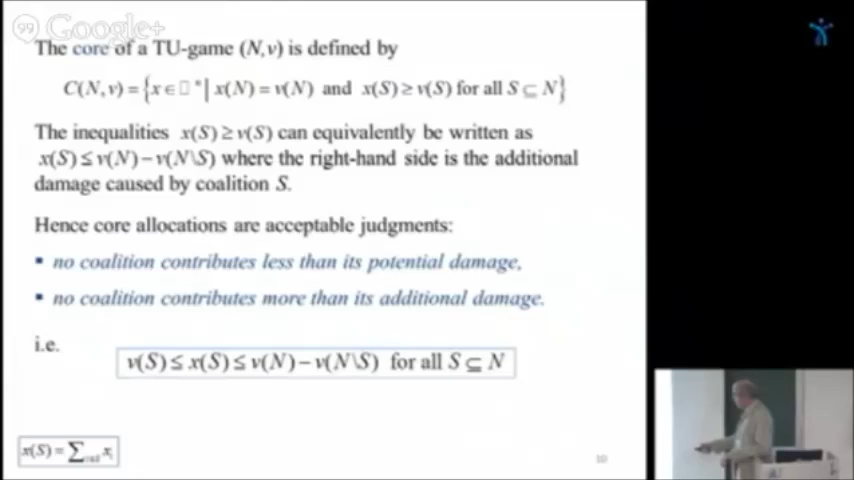 Google+
The core of a TU-game (N,v) is defined by
C(N,v) = {x ∈ □ ⁿ | x(N) = v(N) and x(S) ≥ v(S) for all S ⊆ N}
The inequalities x(S) ≥ v(S) can equivalently be written as
x(S) ≤ v(N) − v(N\S) where the right-hand side is the additional
damage caused by coalition S.
Hence core allocations are acceptable judgments:
▪ no coalition contributes less than its potential damage,
▪ no coalition contributes more than its additional damage.
i.e.
v(S) ≤ x(S) ≤ v(N) − v(N\S) for all S ⊆ N
x(S) = ∑ᵢ∈S xᵢ
10